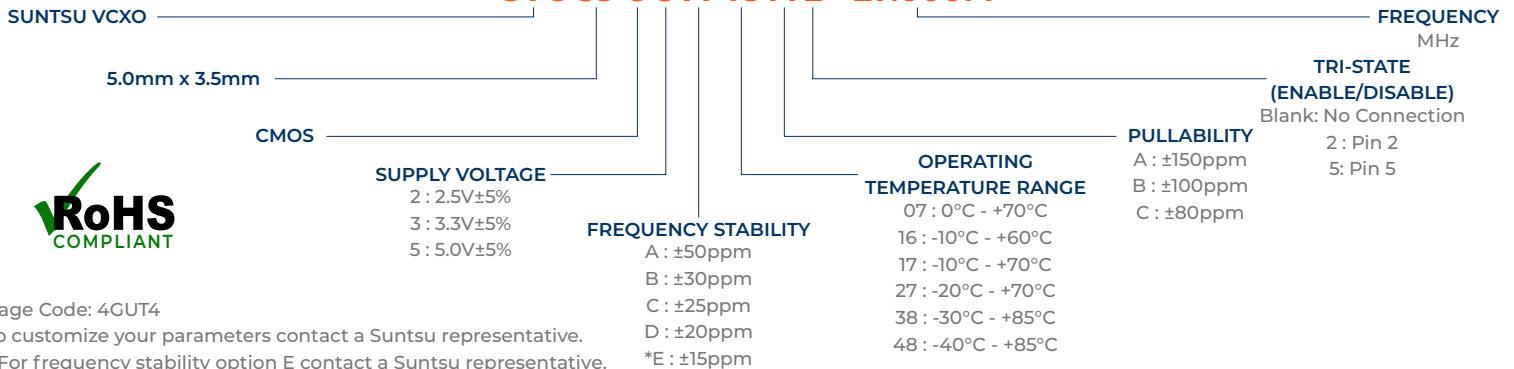 SUNTSU VCXO
5.0mm x 3.5mm
CMOS
SUPPLY VOLTAGE
2 : 2.5V±5%
3 : 3.3V±5%
5 : 5.0V±5%
FREQUENCY STABILITY
A : ±50ppm
B : ±30ppm
C : ±25ppm
D : ±20ppm
*E : ±15ppm
OPERATING
TEMPERATURE RANGE
07 : 0°C - +70°C
16 : -10°C - +60°C
17 : -10°C - +70°C
27 : -20°C - +70°C
38 : -30°C - +85°C
48 : -40°C - +85°C
PULLABILITY
A : ±150ppm
B : ±100ppm
C : ±80ppm
TRI-STATE
(ENABLE/DISABLE)
Blank: No Connection
2 : Pin 2
5: Pin 5
FREQUENCY
MHz
RoHS
COMPLIANT
age Code: 4GUT4
o customize your parameters contact a Suntsu representative.
For frequency stability option E contact a Suntsu representative.